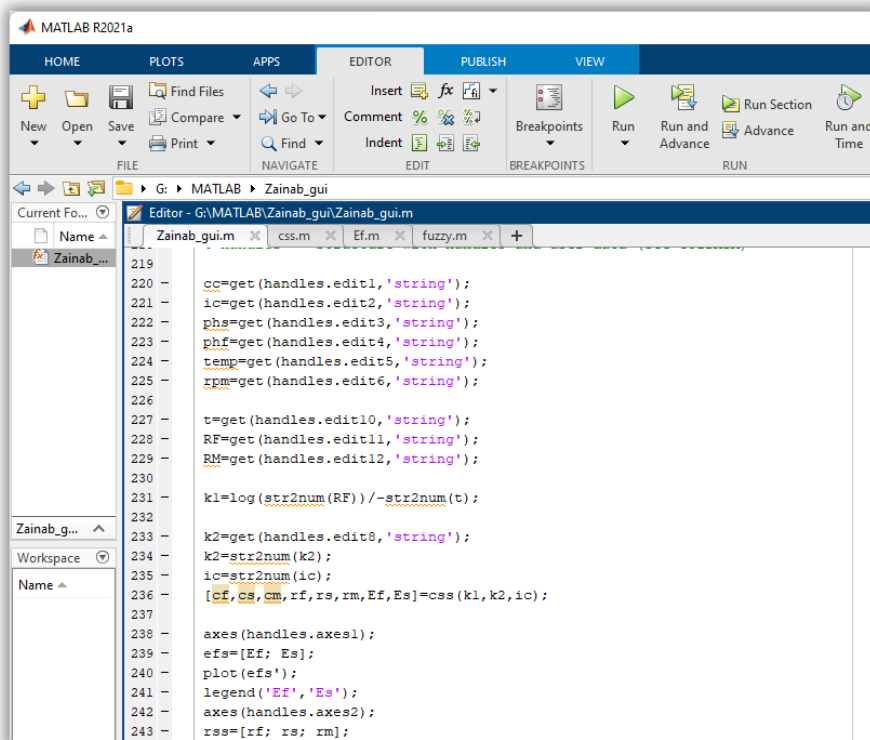 MATLAB R2021a
HOME PLOTS APPS EDITOR PUBLISH VIEW
New Open Save Find Files Compare Print
FILE
Go To Find
NAVIGATE
Insert fx
Comment
Indent
EDIT
Breakpoints
BREAKPOINTS
Run Run and Advance Run Section Advance Run and Time
RUN
G: MATLAB Zainab_gui
Current Fo...
Name
Zainab_...
Zainab_g...
Workspace
Name
Editor - G:\MATLAB\Zainab_gui\Zainab_gui.m
Zainab_gui.m css.m Ef.m fuzzy.m +
219
220 - cc=get(handles.edit1,'string');
221 - ic=get(handles.edit2,'string');
222 - phs=get(handles.edit3,'string');
223 - phf=get(handles.edit4,'string');
224 - temp=get(handles.edit5,'string');
225 - rpm=get(handles.edit6,'string');
226
227 - t=get(handles.edit10,'string');
228 - RF=get(handles.edit11,'string');
229 - RM=get(handles.edit12,'string');
230
231 - k1=log(str2num(RF))/-str2num(t);
232
233 - k2=get(handles.edit8,'string');
234 - k2=str2num(k2);
235 - ic=str2num(ic);
236 - [cf,cs,cm,rf,rs,rm,Ef,Es]=css(k1,k2,ic);
237
238 - axes(handles.axes1);
239 - efs=[Ef; Es];
240 - plot(efs');
241 - legend('Ef','Es');
242 - axes(handles.axes2);
243 - rss=[rf; rs; rm];